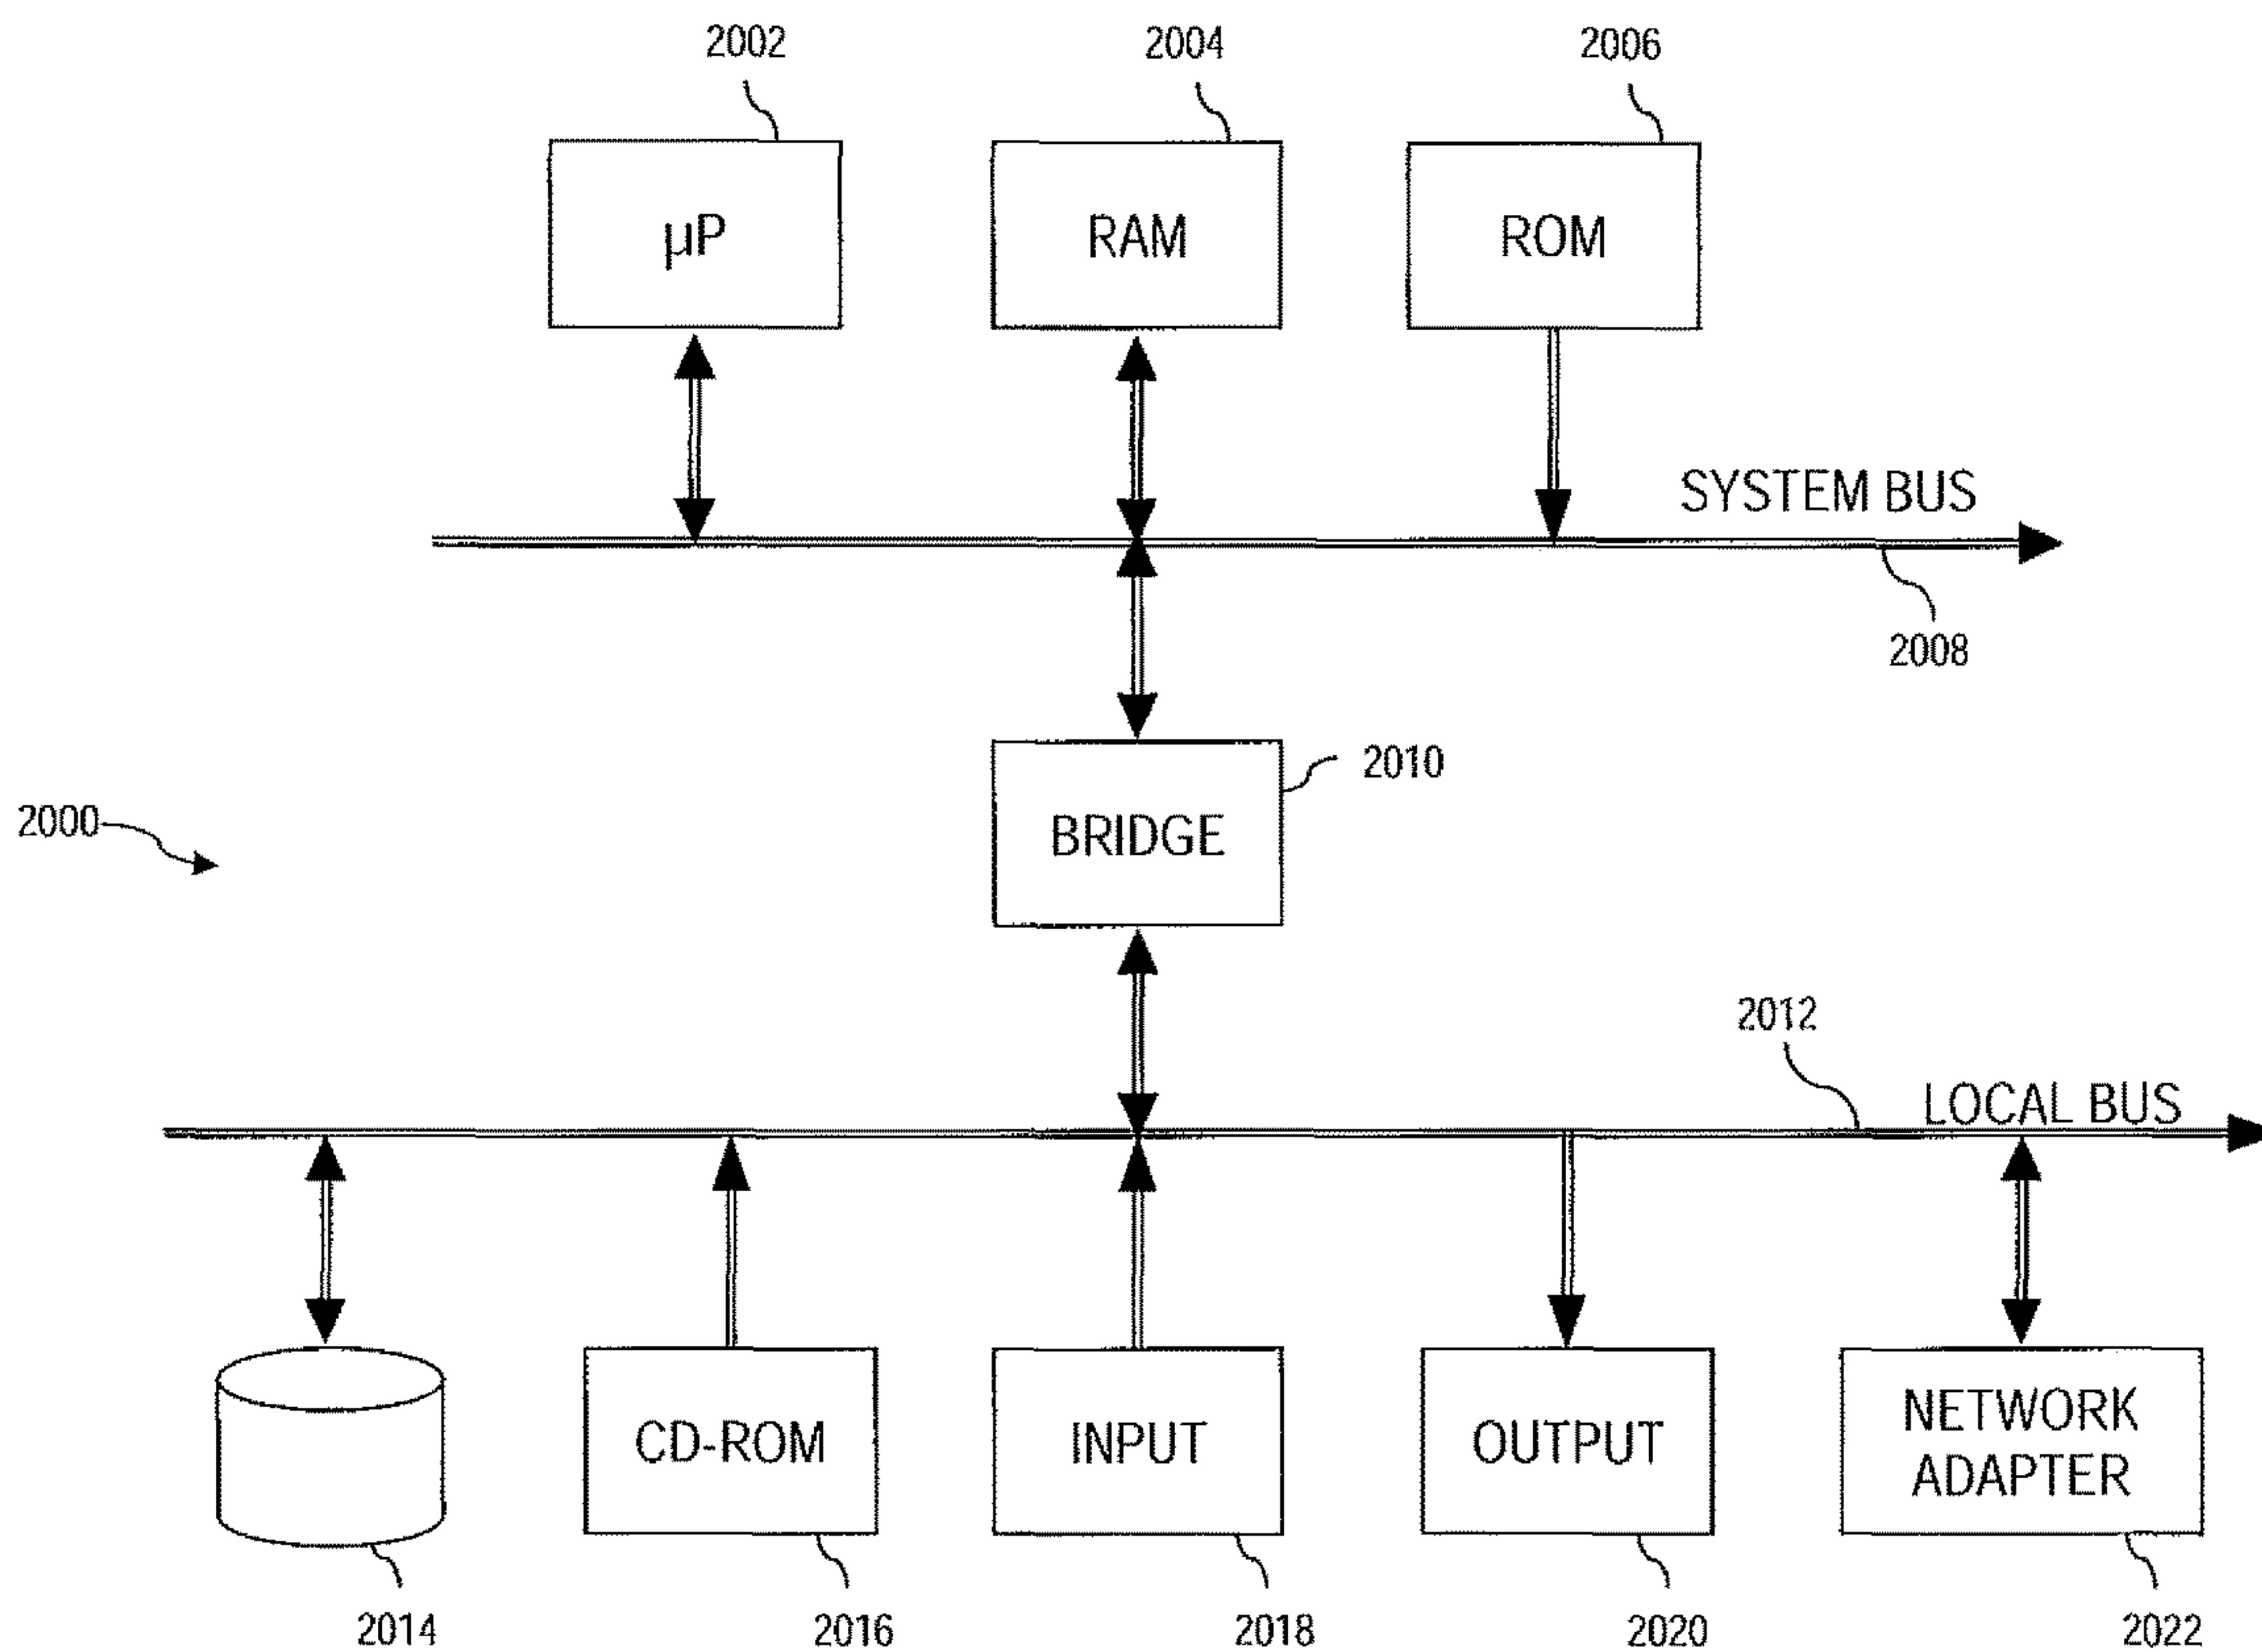 2002
2004
2006
μP
RAM
ROM
SYSTEM BUS
2008
2010
BRIDGE
2000
2012
LOCAL BUS
CD-ROM
INPUT
OUTPUT
NETWORK
ADAPTER
2014
2016
2018
2020
2022